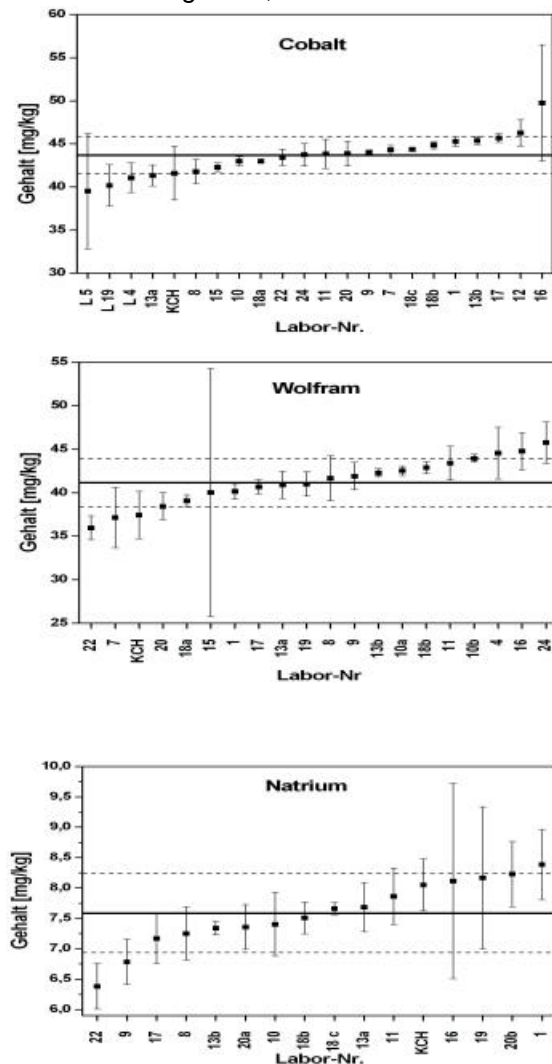 Cobalt
60
55
50
45
40
35
30
Gehalt [mg/kg]
L 5 L 19 L 4 13a KCH 8 15 10 18a 22 24 11 20 9 7 18c 18b 1 13b 17 12 16
Labor-Nr.
Wolfram
55
50
45
40
35
30
25
Gehalt [mg/kg]
22 7 KCH 20 18a 15 1 17 13a 19 8 9 13b 10a 18b 11 10b 4 16 24
Labor-Nr
Natrium
10,0
9,5
9,0
8,5
8,0
7,5
7,0
6,5
6,0
Gehalt [mg/kg]
22 9 17 8 13b 20a 10 18b 18 c 13a 11 KCH 16 19 20b 1
Labor-Nr.